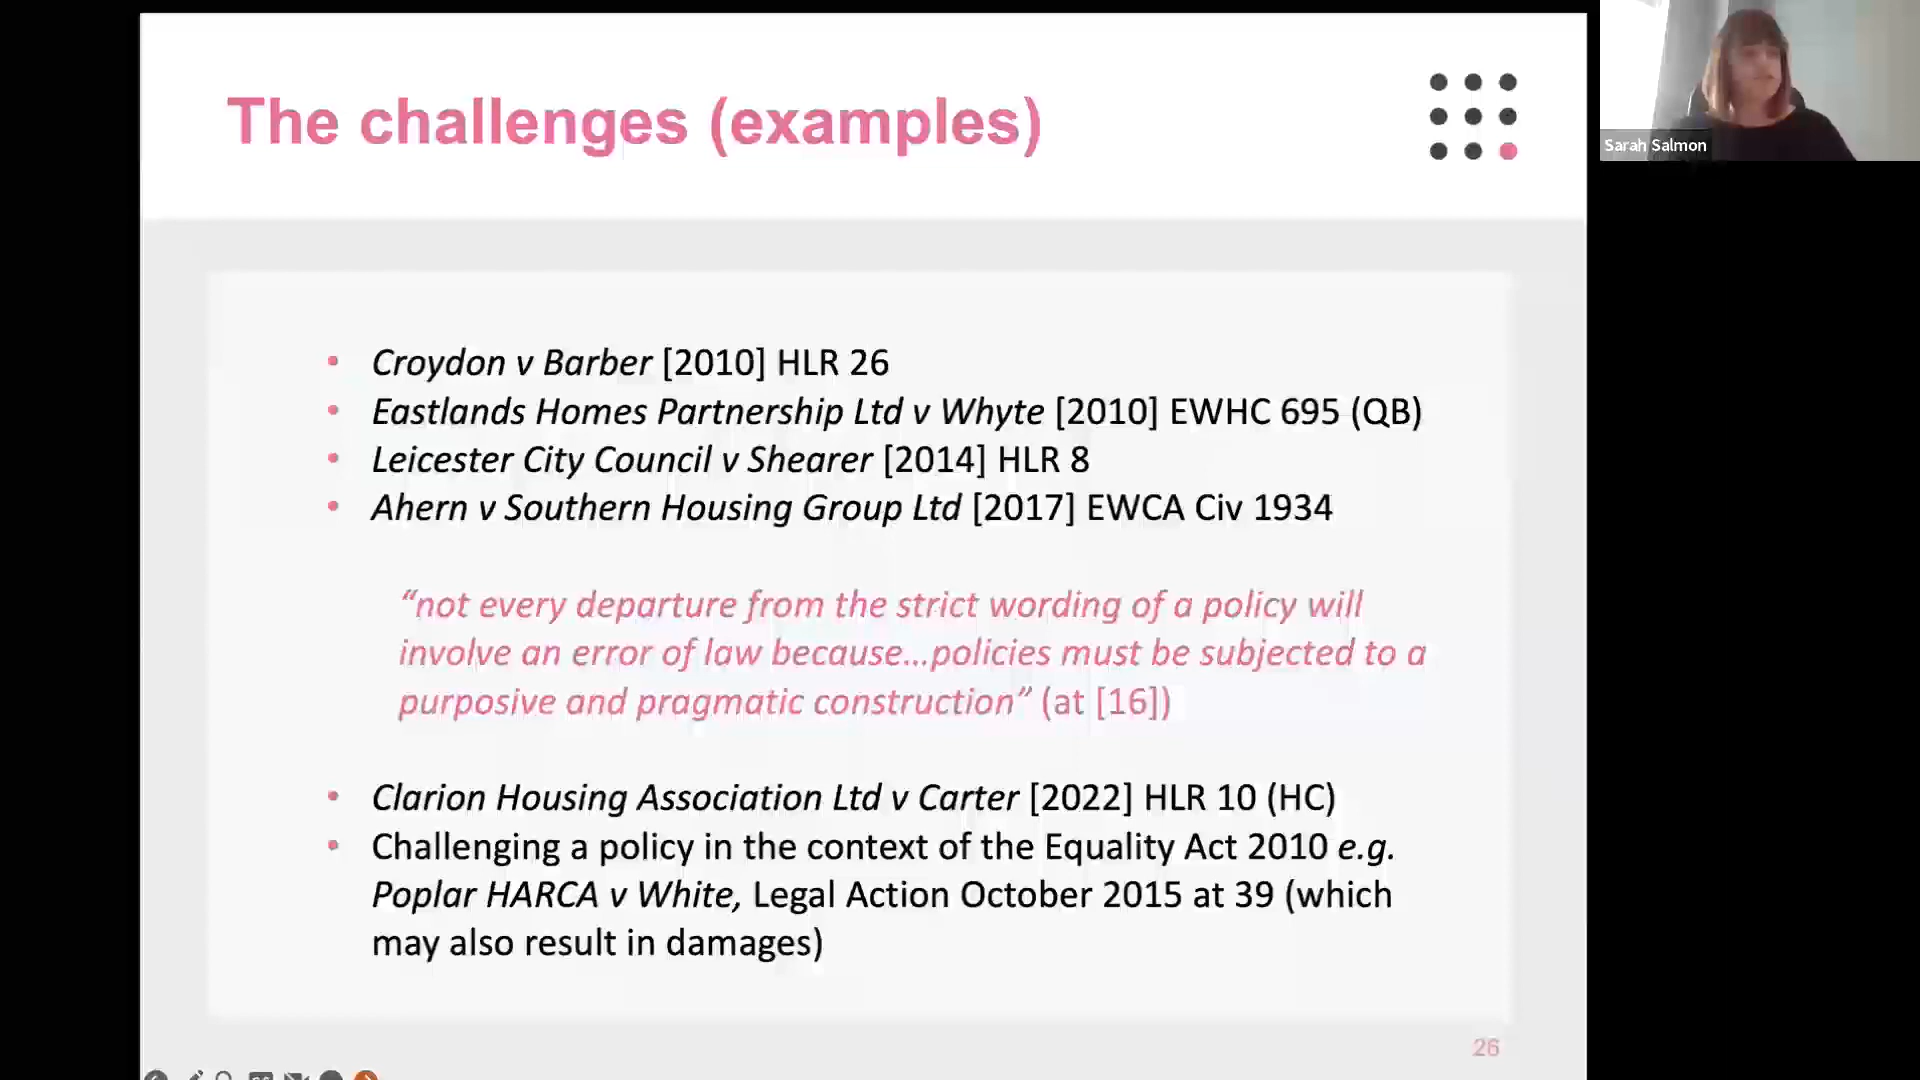 The challenges (examples)
Sarah Salmon
• Croydon v Barber [2010] HLR 26
• Eastlands Homes Partnership Ltd v Whyte [2010] EWHC 695 (QB)
• Leicester City Council v Shearer [2014] HLR 8
• Ahern v Southern Housing Group Ltd [2017] EWCA Civ 1934
“not every departure from the strict wording of a policy will
involve an error of law because...policies must be subjected to a
purposive and pragmatic construction” (at [16])
• Clarion Housing Association Ltd v Carter [2022] HLR 10 (HC)
• Challenging a policy in the context of the Equality Act 2010 e.g.
Poplar HARCA v White, Legal Action October 2015 at 39 (which
may also result in damages)
26